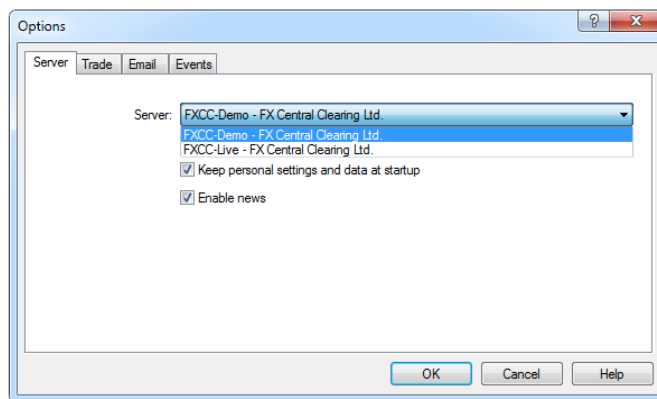 Options
Server Trade Email Events
Server: FXCC-Demo - FX Central Clearing Ltd.
FXCC-Demo - FX Central Clearing Ltd.
FXCC-Live - FX Central Clearing Ltd.
Keep personal settings and data at startup
Enable news
OK Cancel Help